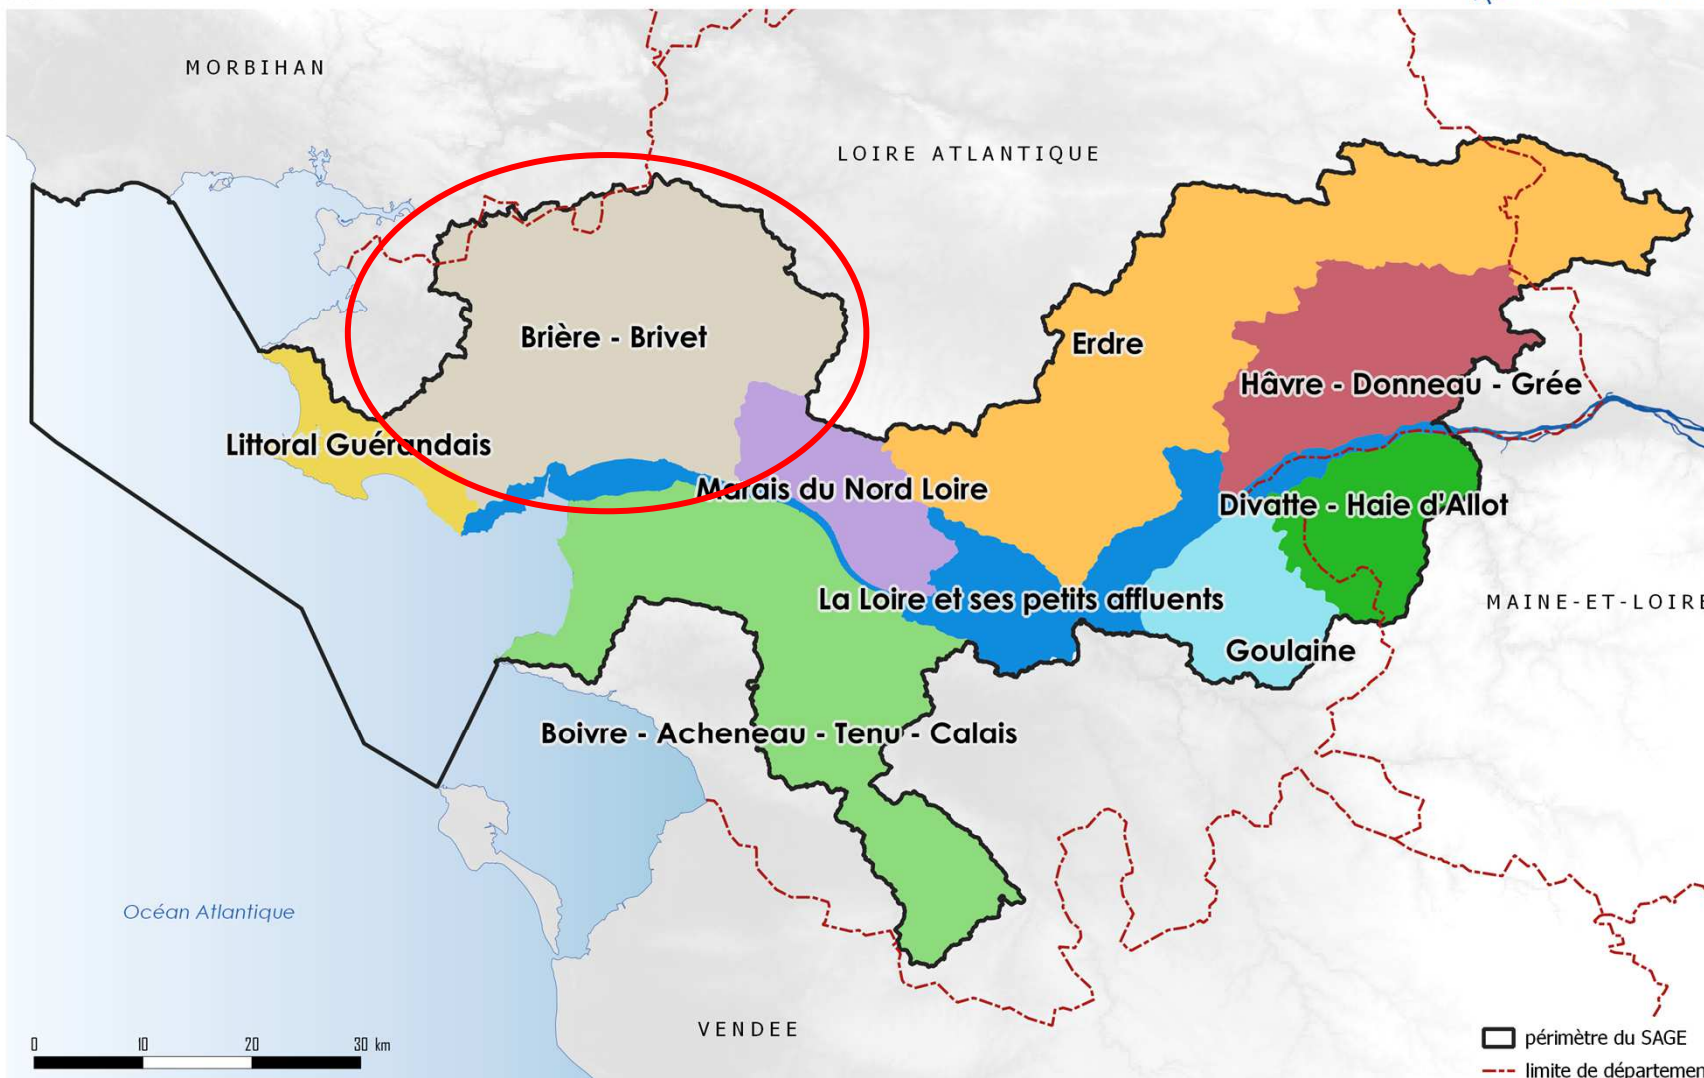 MORBIHAN
LOIRE ATLANTIQUE
Brière - Brivet
Erdre
Hâvre - Donneau - Grée
Littoral Guérandais
Marais du Nord Loire
Divatte - Haie d'Allot
La Loire et ses petits affluents
MAINE-ET-LOIRE
Goulaine
Boivre - Acheneau - Tenu - Calais
Océan Atlantique
VENDEE
0 10 20 30 km
périmètre du SAGE
limite de département